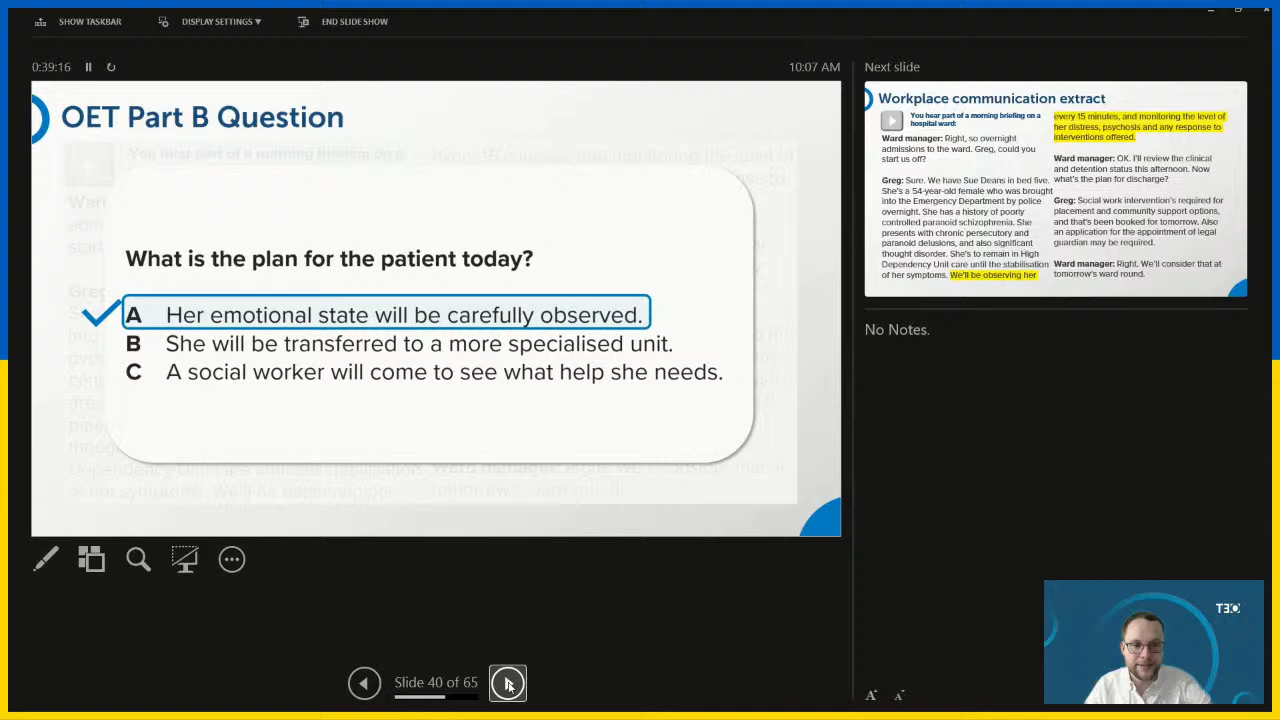 SHOW TASKBAR
DISPLAY SETTINGS ▼
END SLIDE SHOW
0:39:16
10:07 AM
OET Part B Question
What is the plan for the patient today?
A Her emotional state will be carefully observed.
B She will be transferred to a more specialised unit.
C A social worker will come to see what help she needs.
Slide 40 of 65
Next slide
Workplace communication extract
You hear part of a morning briefing on a
hospital ward:
Ward manager: Right, so overnight
admissions to the ward. Greg, could you
start us off?
Greg: Sure. We have Sue Deans in bed five.
She's a 54-year-old female who was brought
into the Emergency Department by police
overnight. She has a history of poorly
controlled paranoid schizophrenia. She
presents with chronic persecutory and
paranoid delusions, and also significant
thought disorder. She's to remain in High
Dependency Unit care until the stabilisation
of her symptoms. We'll be observing her
every 15 minutes, and monitoring the level of
her distress, psychosis and any response to
interventions offered.
Ward manager: OK. I'll review the clinical
and detention status this afternoon. Now
what's the plan for discharge?
Greg: Social work intervention's required for
placement and community support options,
and that's been booked for tomorrow. Also
an application for the appointment of legal
guardian may be required.
Ward manager: Right. We'll consider that at
tomorrow's ward round.
No Notes.
A A